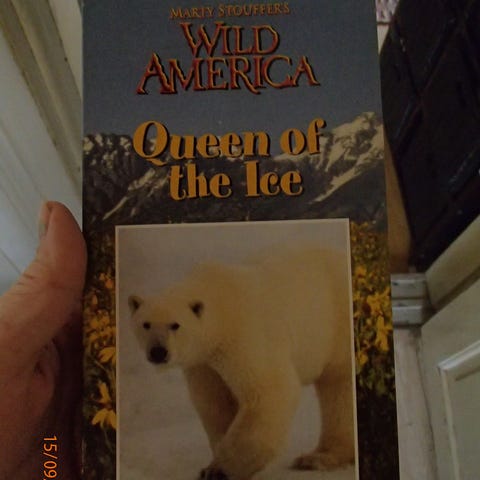 MARTY STOUFFER'S
WILD
AMERICA
Queen of
the Ice
15/09